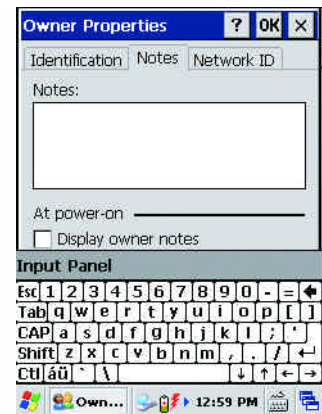 Owner Properties ? OK ×
Identification Notes Network ID
Notes:
At power-on
Display owner notes
Input Panel
Esc 1 2 3 4 5 6 7 8 9 0 - =
Tab q w e r t y u i o p [ ]
CAP a s d f g h j k l ; '
Shift z x c v b n m , . /
Ctl áü ` \
Own... 12:59 PM